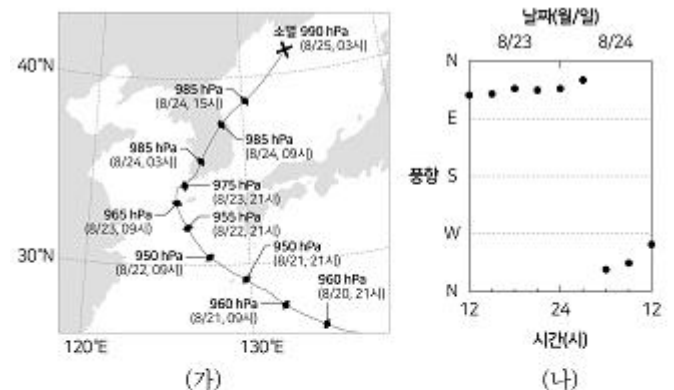 소멸 990 hPa
(8/25, 03시)
40°N
985 hPa
(8/24, 15시)
985 hPa
(8/24, 09시)
985 hPa
(8/24, 03시)
975 hPa
(8/23, 21시)
965 hPa
(8/23, 09시)
955 hPa
(8/22, 21시)
950 hPa
(8/22, 09시)
950 hPa
(8/21, 21시)
30°N
960 hPa
(8/20, 21시)
960 hPa
(8/21, 09시)
120°E
130°E
(가)
날짜(월/일)
8/23
8/24
N
E
풍향 S
W
N
12
24
12
시간(시)
(나)